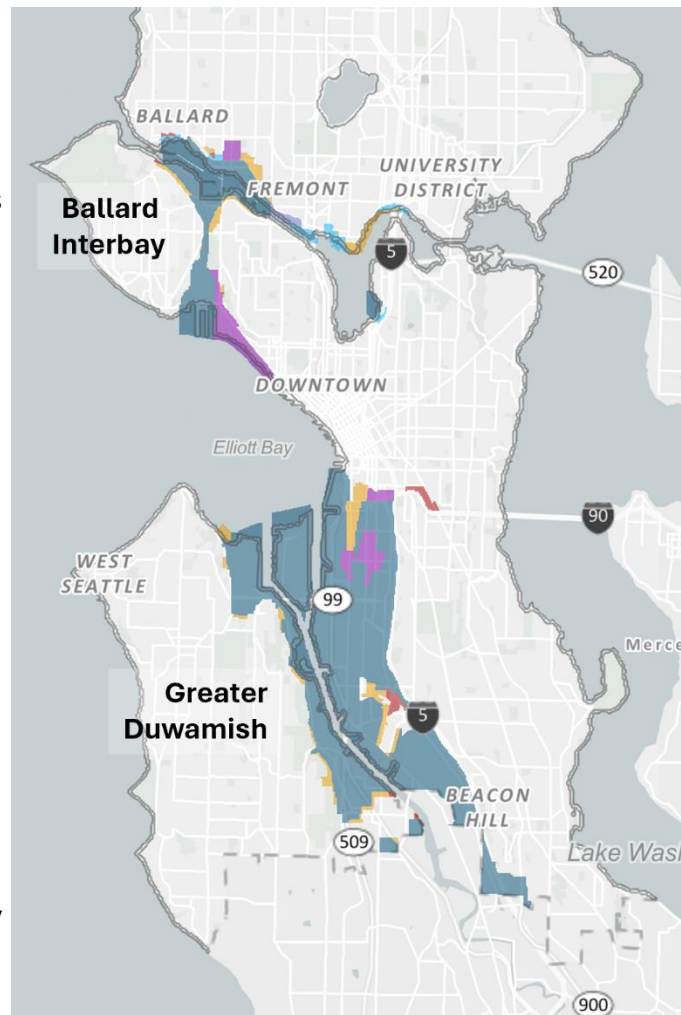 BALLARD
UNIVERSITY
DISTRICT
FREMONT
Ballard
Interbay
5
520
DOWNTOWN
Elliott Bay
90
WEST
SEATTLE
99
Merce
Greater
Duwamish
5
BEACON
HILL
509
Lake Wash
900